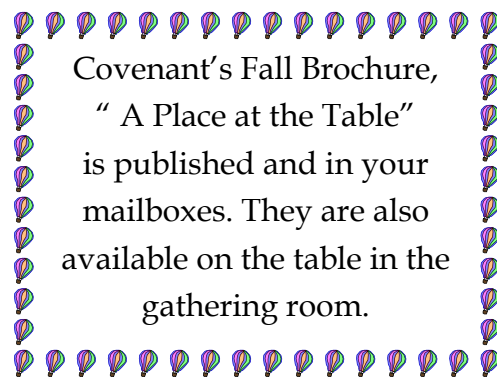 Covenant’s Fall Brochure,
“ A Place at the Table”
is published and in your
mailboxes. They are also
available on the table in the
gathering room.